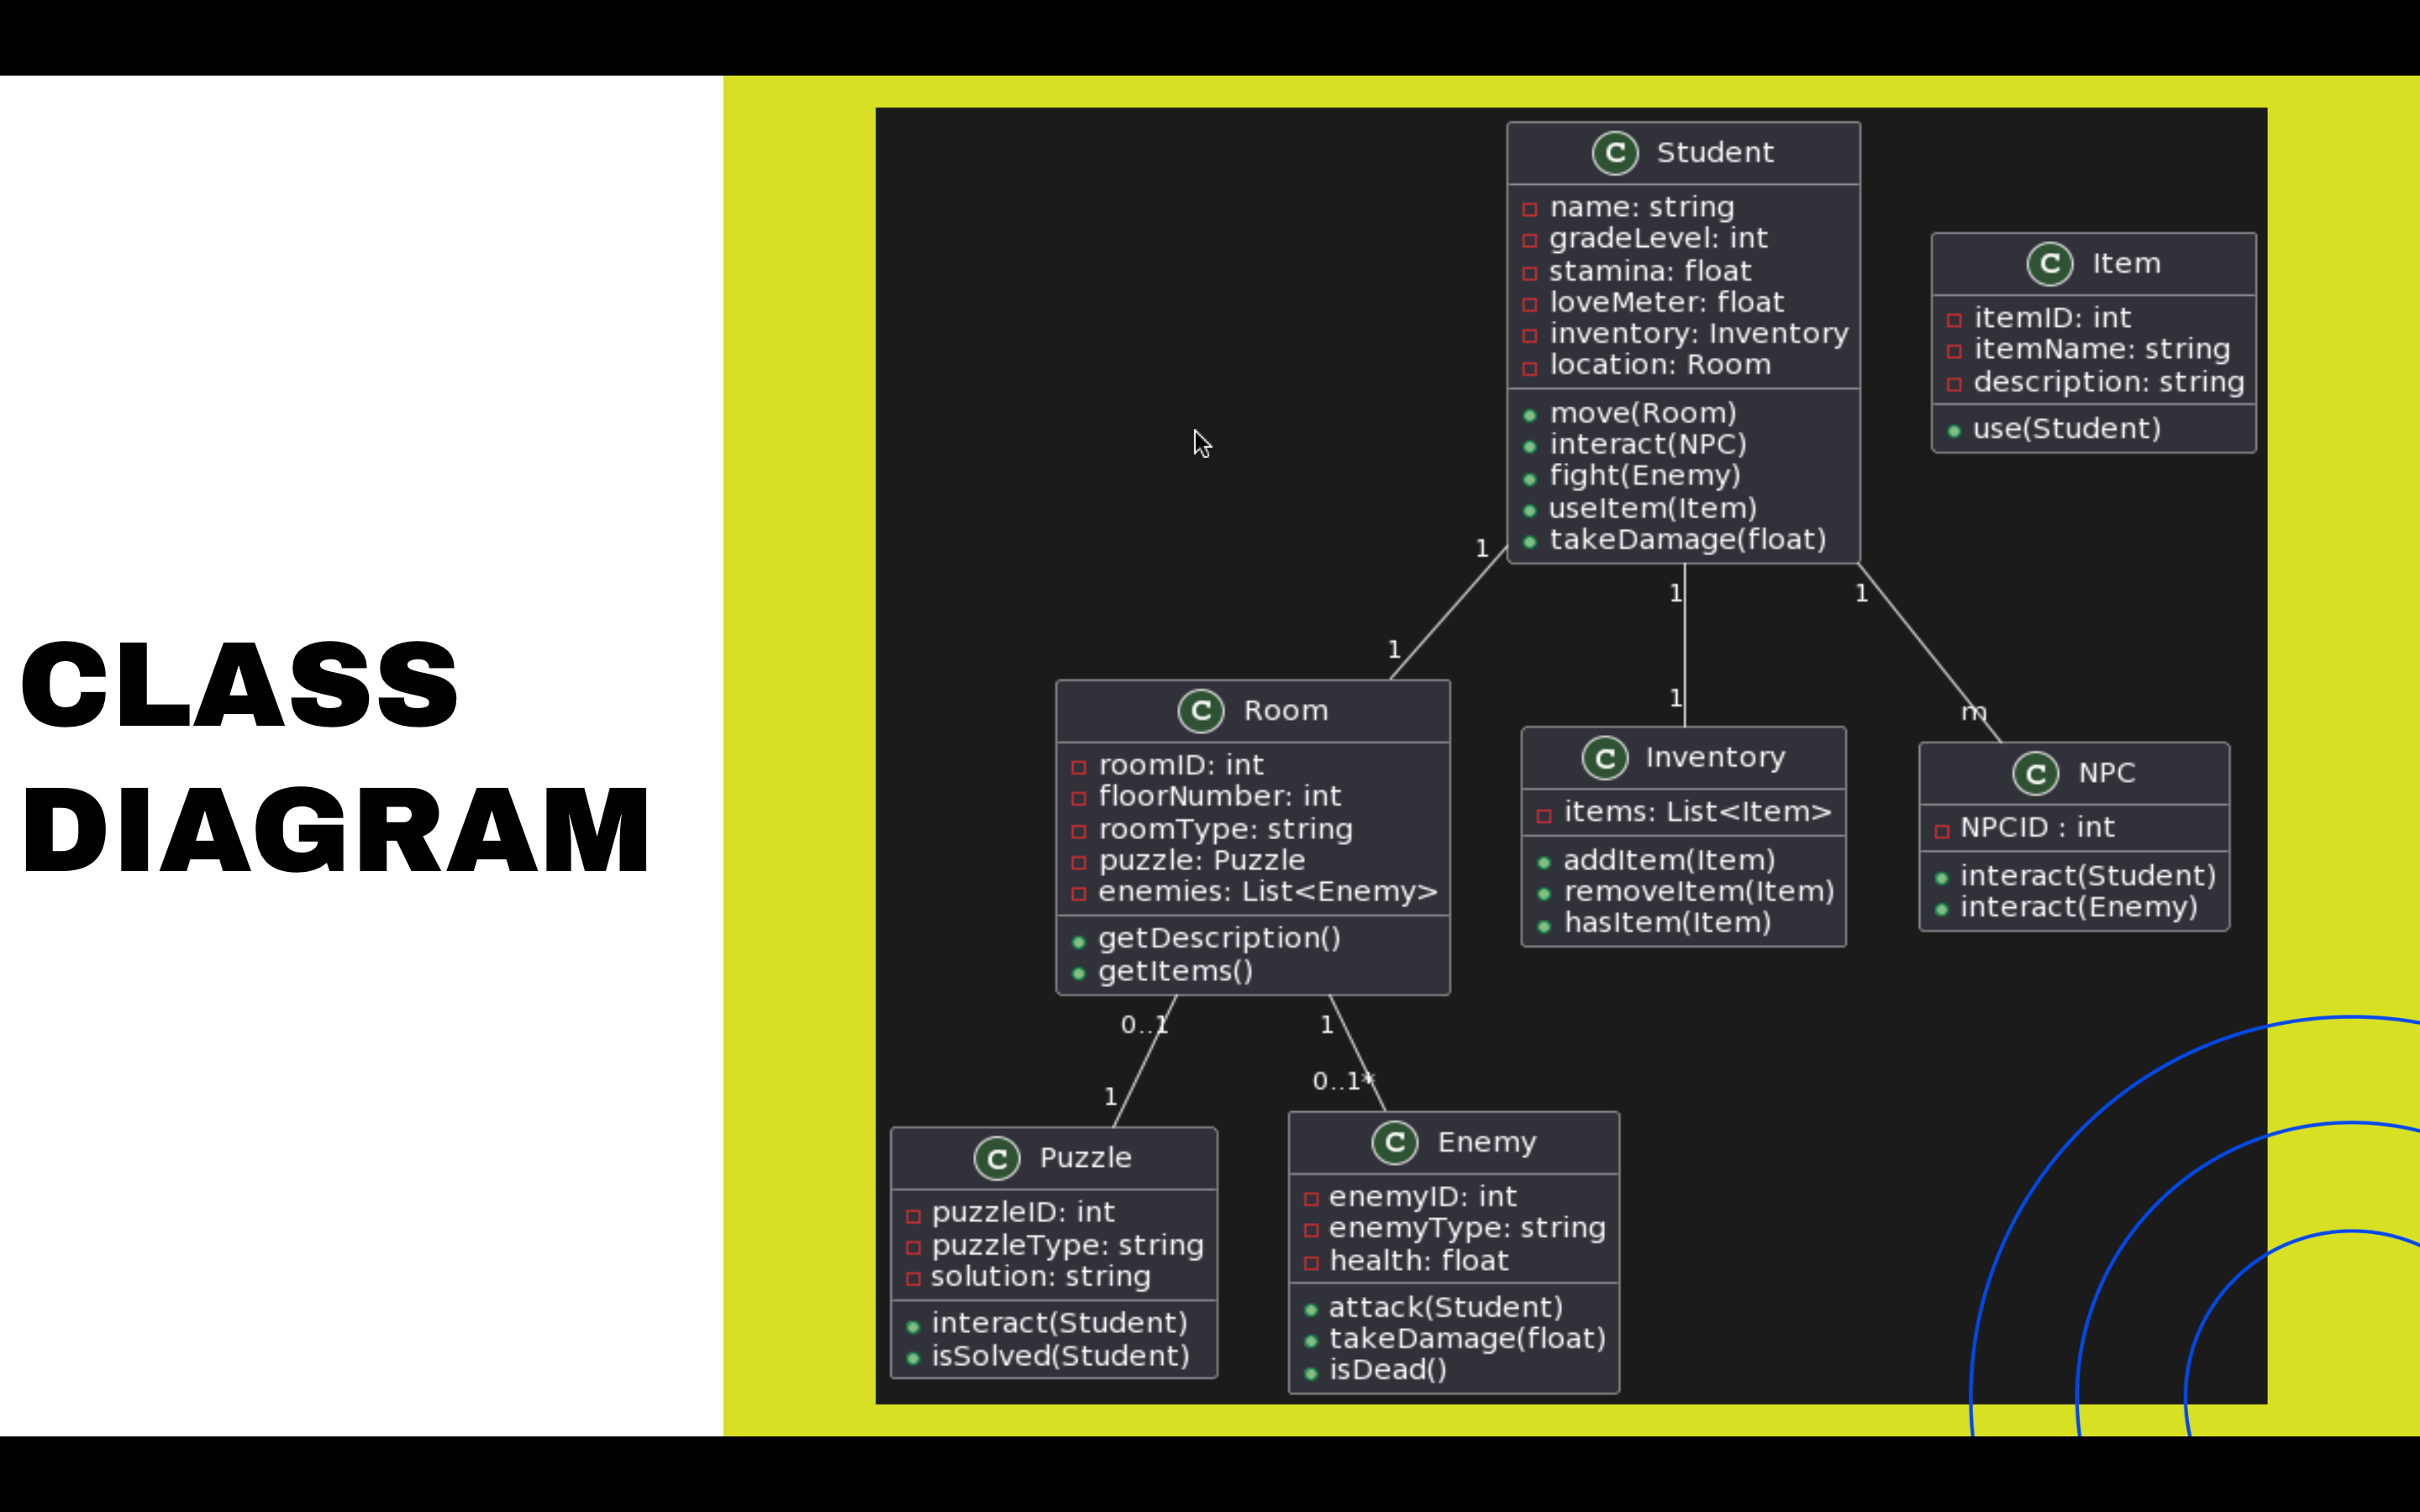 CLASS
DIAGRAM
C Student
name: string
gradeLevel: int
stamina: float
loveMeter: float
inventory: Inventory
location: Room
move(Room)
interact(NPC)
fight(Enemy)
useItem(Item)
takeDamage(float)
C Item
itemID: int
itemName: string
description: string
use(Student)
1
1
1
1
1
m
C Room
roomID: int
floorNumber: int
roomType: string
puzzle: Puzzle
enemies: List<Enemy>
getDescription()
getItems()
C Inventory
items: List<Item>
addItem(Item)
removeItem(Item)
hasItem(Item)
C NPC
NPCID : int
interact(Student)
interact(Enemy)
0..1
1
1
0..1*
C Puzzle
puzzleID: int
puzzleType: string
solution: string
interact(Student)
isSolved(Student)
C Enemy
enemyID: int
enemyType: string
health: float
attack(Student)
takeDamage(float)
isDead()